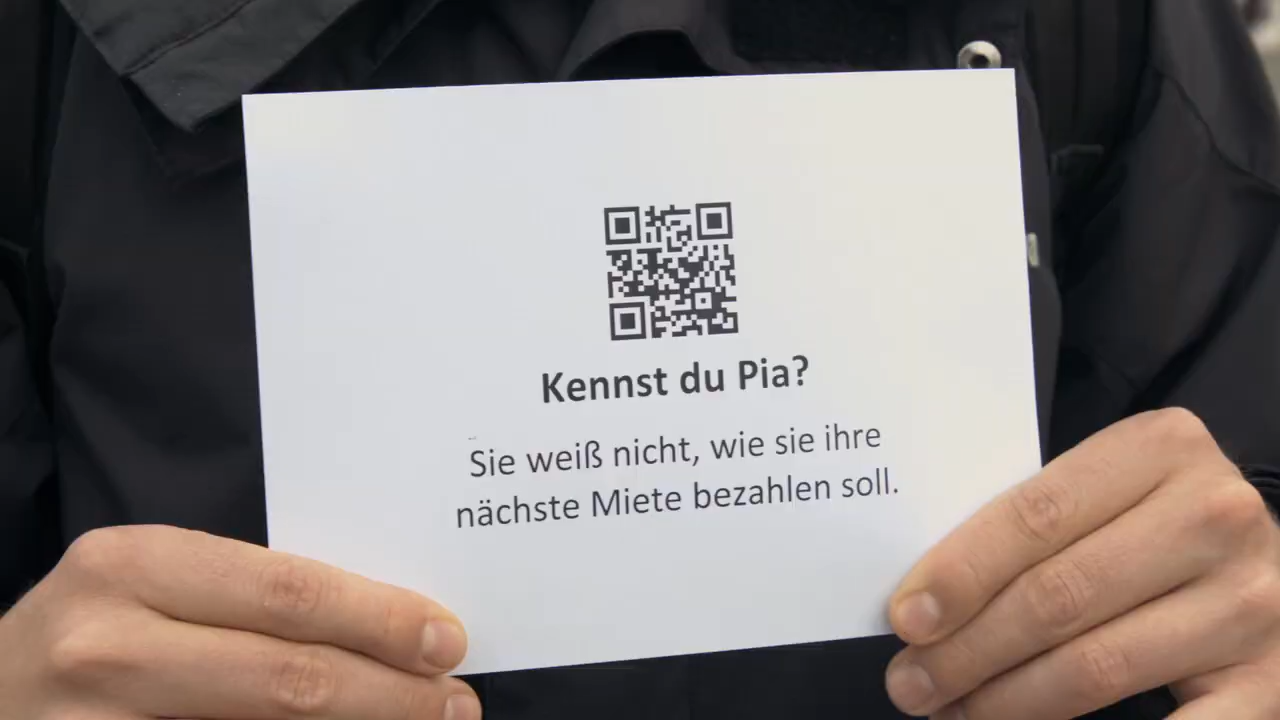 Kennst du Pia?
Sie weiß nicht, wie sie ihre
nächste Miete bezahlen soll.